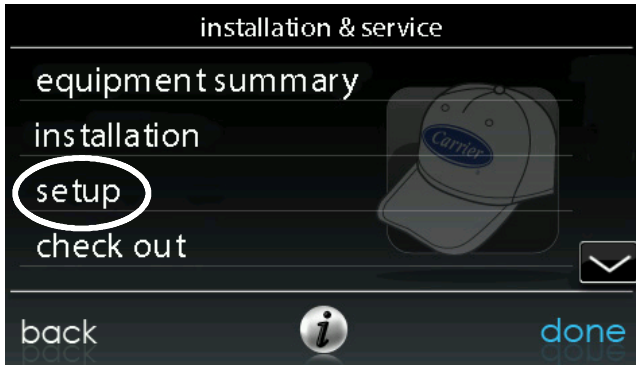 installation & service
equipment summary
installation
Carrier
setup
check out
back
i
done